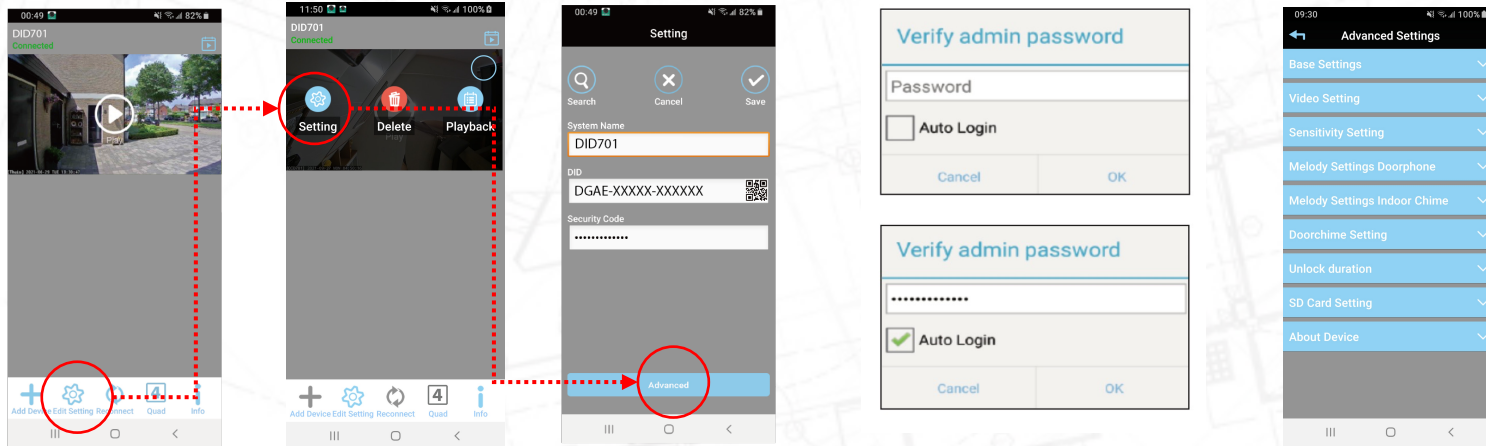 00:49
82%
DID701
Connected
Play
Add Device
Edit Setting
Reconnect
Quad
4
Info
11:50
100%
DID701
Connected
Setting
Delete
Playback
Play
Add Device
Edit Setting
Reconnect
Quad
4
Info
00:49
82%
Setting
Search
Cancel
Save
System Name
DID701
DID
DGAE-XXXXX-XXXXXX
Security Code
•••••••••••••
Advanced
Verify admin password
Password
Auto Login
Cancel
OK
Verify admin password
•••••••••••••
Auto Login
Cancel
OK
09:30
100%
Advanced Settings
Base Settings
Video Setting
Sensitivity Setting
Melody Settings Doorphone
Melody Settings Indoor Chime
Doorchime Setting
Unlock duration
SD Card Setting
About Device